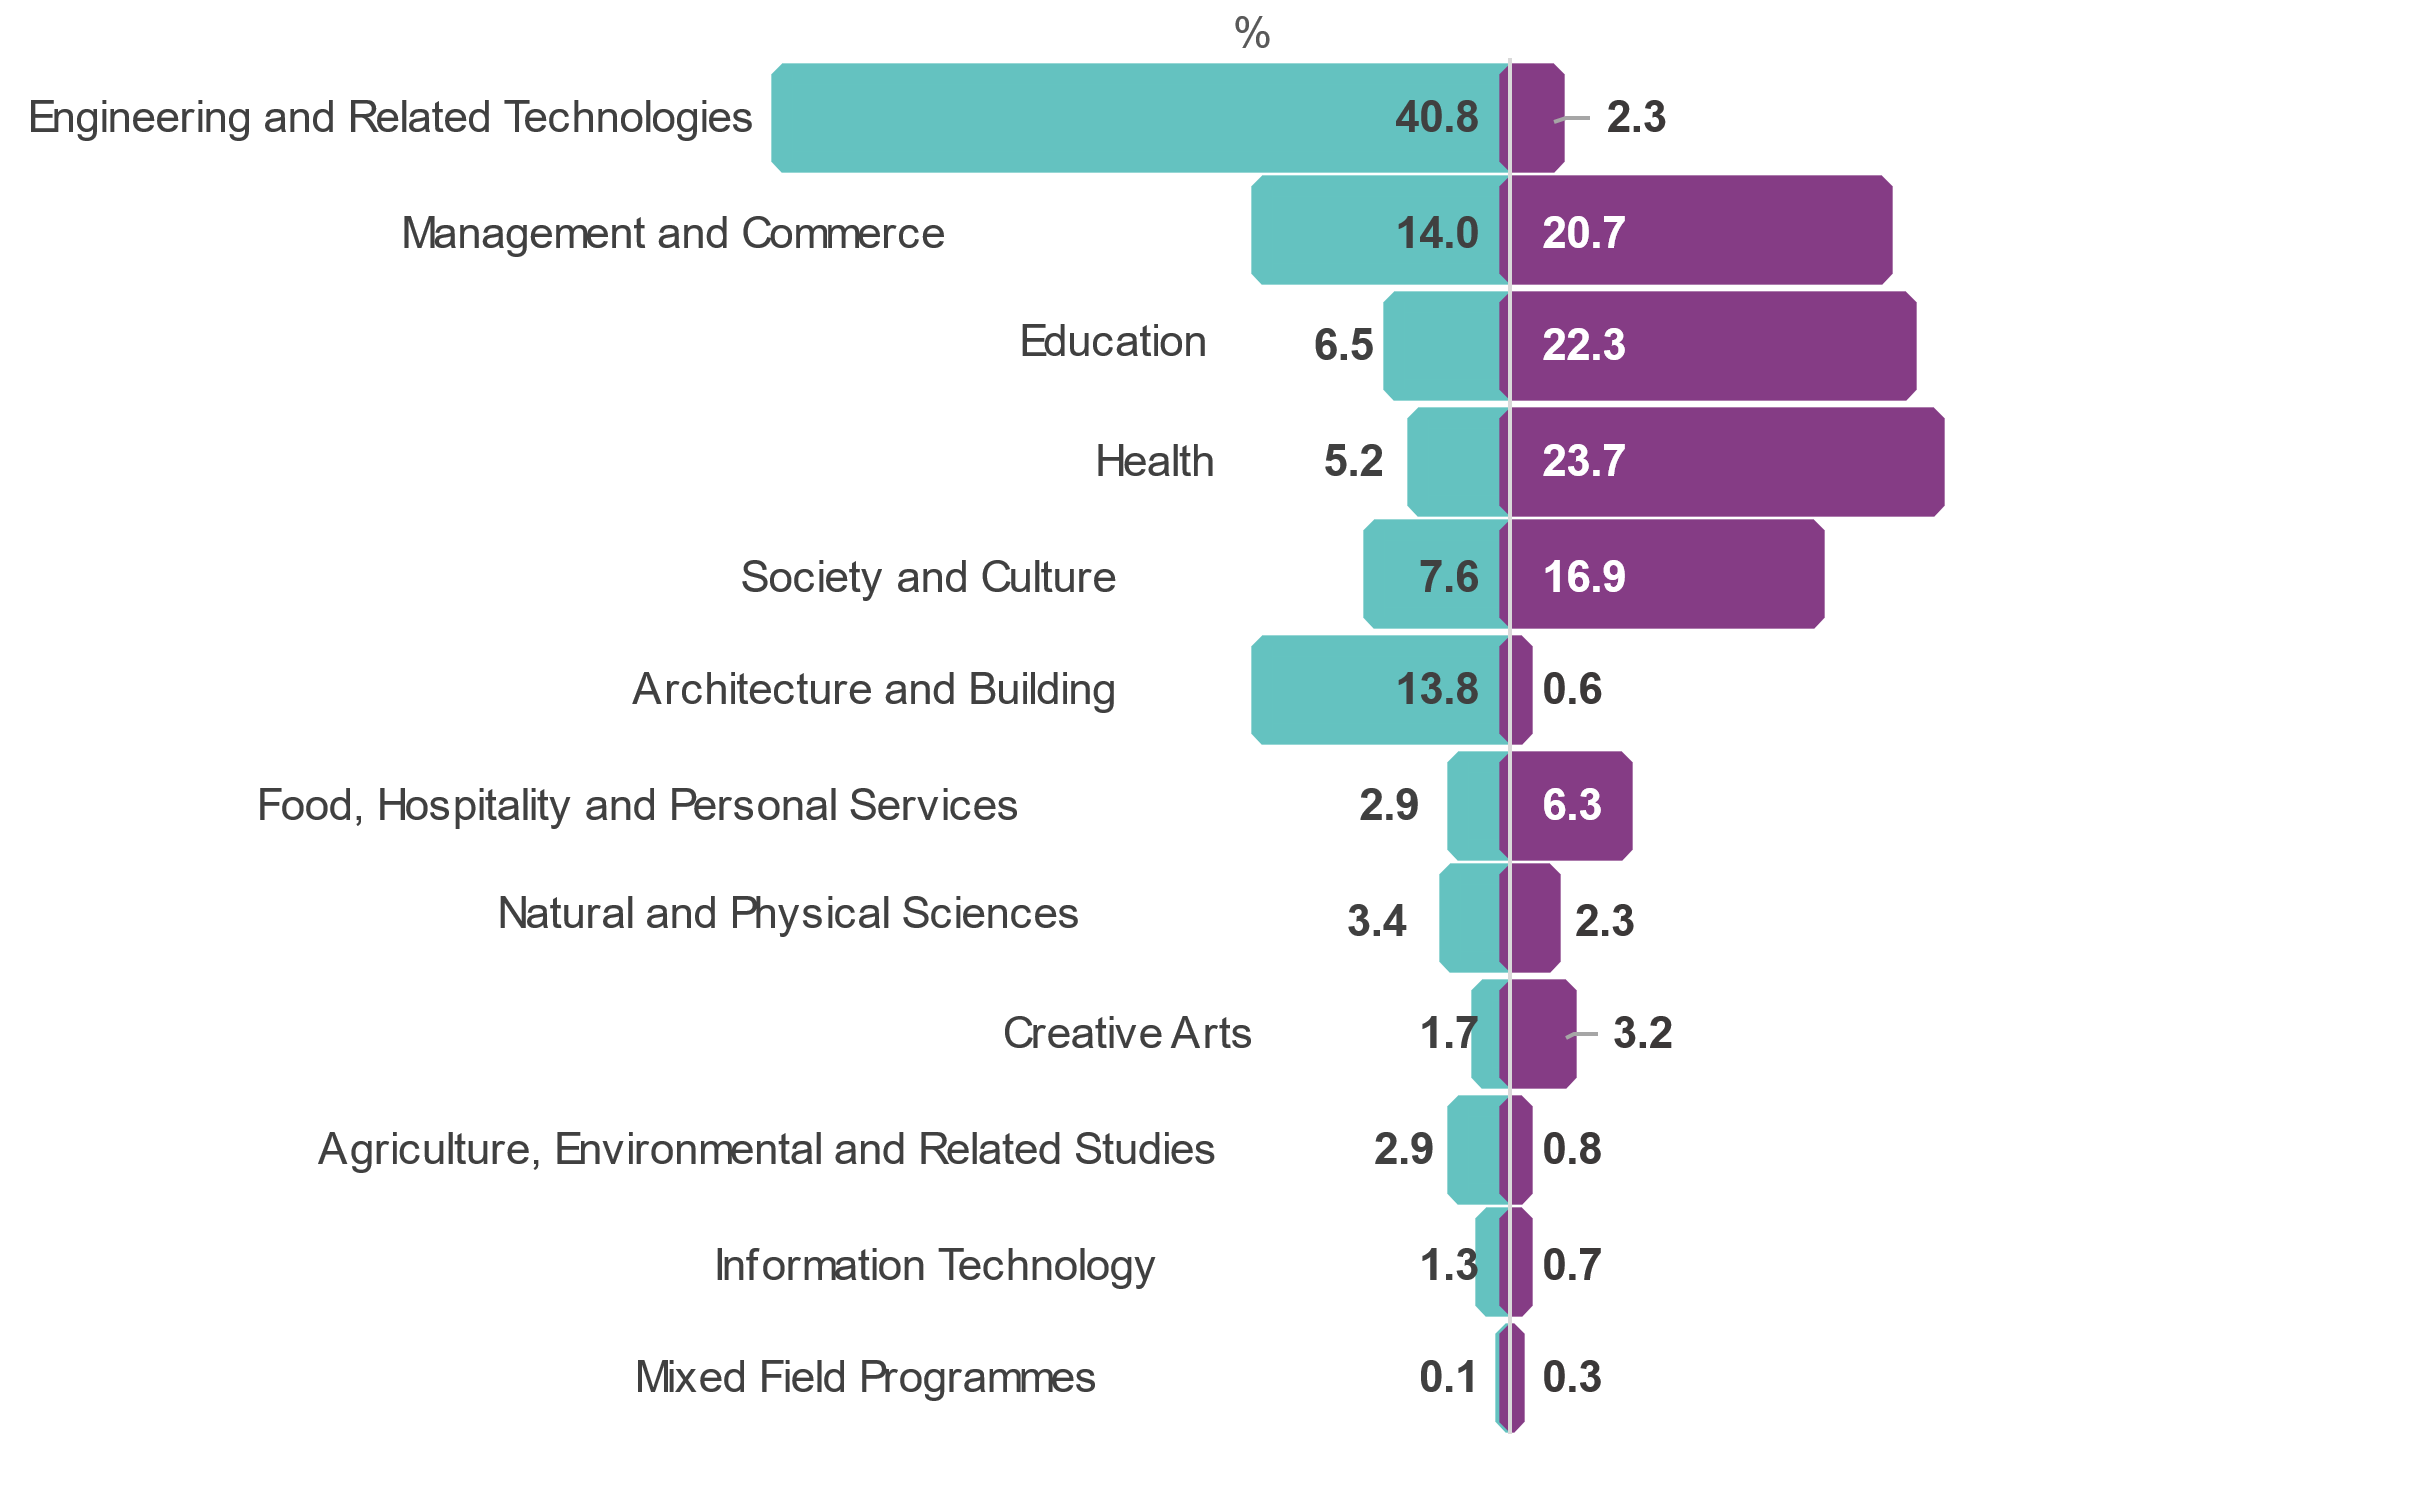 %
Engineering and Related Technologies 40.8 2.3
Management and Commerce 14.0 20.7
Education 6.5 22.3
Health 5.2 23.7
Society and Culture 7.6 16.9
Architecture and Building 13.8 0.6
Food, Hospitality and Personal Services 2.9 6.3
Natural and Physical Sciences 3.4 2.3
Creative Arts 1.7 3.2
Agriculture, Environmental and Related Studies 2.9 0.8
Information Technology 1.3 0.7
Mixed Field Programmes 0.1 0.3